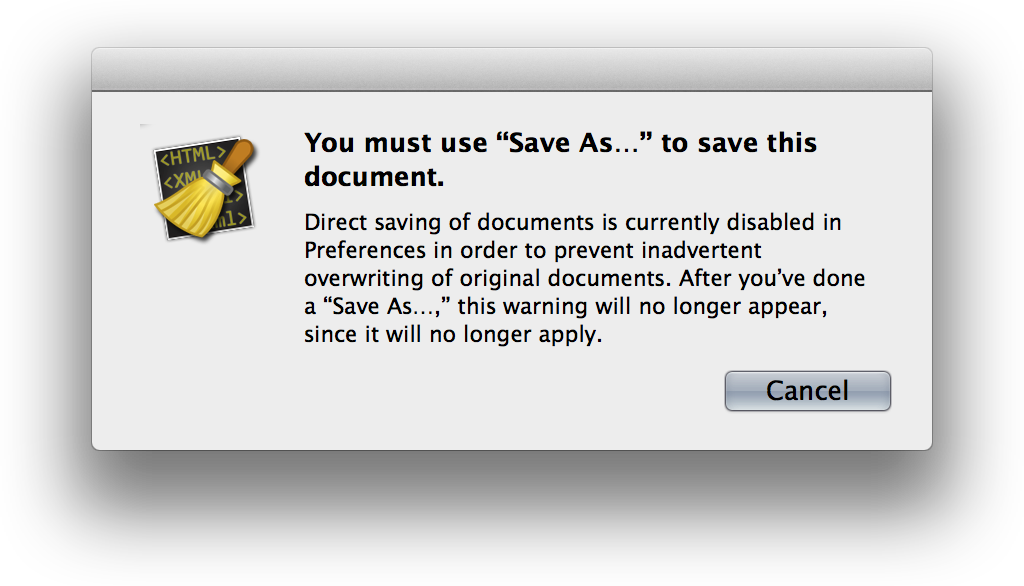 <HTML>
<XML
ml>
You must use “Save As…” to save this
document.
Direct saving of documents is currently disabled in
Preferences in order to prevent inadvertent
overwriting of original documents. After you’ve done
a “Save As…,” this warning will no longer appear,
since it will no longer apply.
Cancel